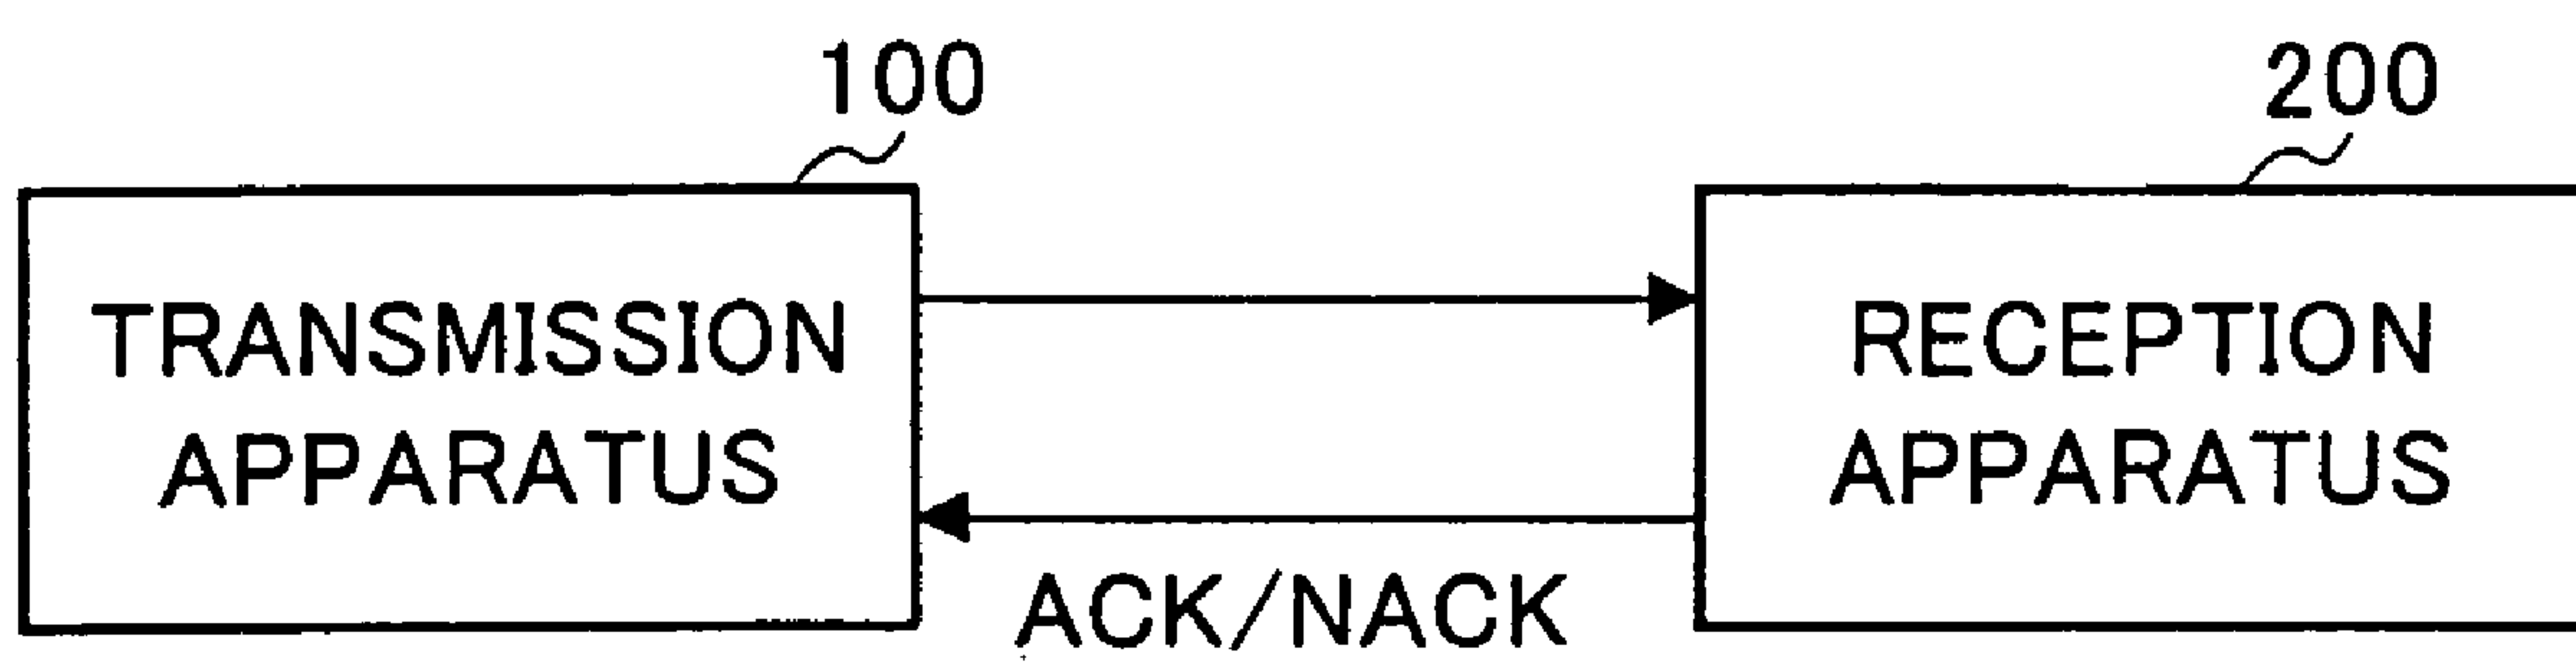 100
200
TRANSMISSION
APPARATUS
RECEPTION
APPARATUS
ACK/NACK